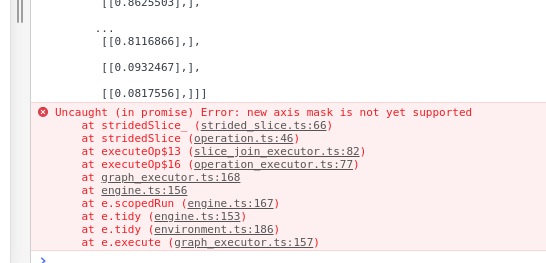 [[0.8625503],],
...
[[0.8116866],],
[[0.0932467],],
[[0.0817556],]]]
Uncaught (in promise) Error: new axis mask is not yet supported
at stridedSlice_ (strided_slice.ts:66)
at stridedSlice (operation.ts:46)
at executeOp$13 (slice_join_executor.ts:82)
at executeOp$16 (operation_executor.ts:77)
at graph_executor.ts:168
at engine.ts:156
at e.scopedRun (engine.ts:167)
at e.tidy (engine.ts:153)
at e.tidy (environment.ts:186)
at e.execute (graph_executor.ts:157)